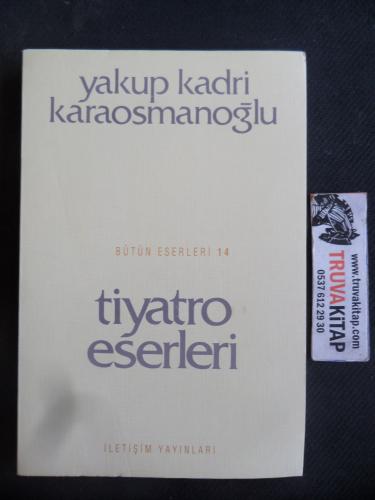 yakup kadri
karaosmanoğlu
BÜTÜN ESERLERİ 14
tiyatro
eserleri
İLETİŞİM YAYINLARI
www.truvakitap.com
TRUVAKİTAP
0537 612 29 30